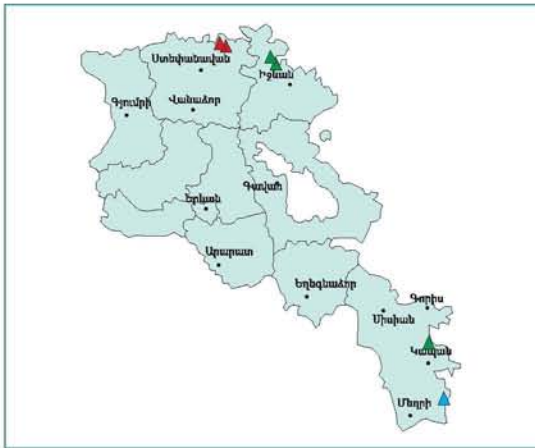 Ստեփանավան
Իջևան
Գյումրի
Վանաձոր
Գավառ
Երևան
Արարատ
Եղեգնաձոր
Գորիս
Սիսիան
Կապան
Մեղրի